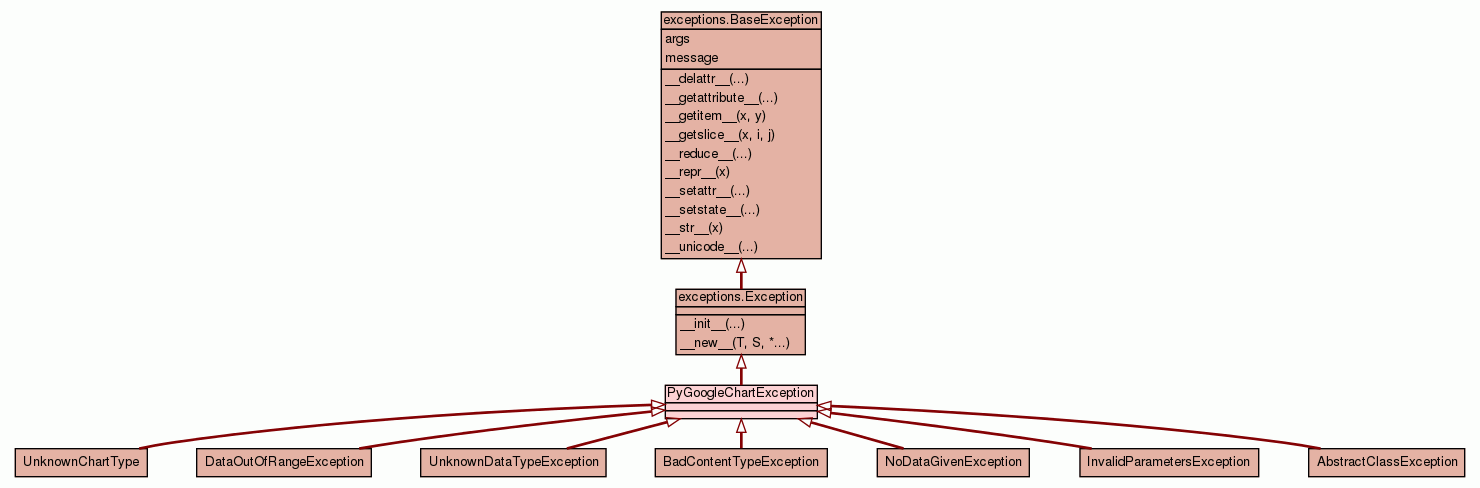 exceptions.BaseException
args
message
__delattr__(...)
__getattribute__(...)
__getitem__(x, y)
__getslice__(x, i, j)
__reduce__(...)
__repr__(x)
__setattr__(...)
__setstate__(...)
__str__(x)
__unicode__(...)
exceptions.Exception
__init__(...)
__new__(T, S, *...)
PyGoogleChartException
UnknownChartType
DataOutOfRangeException
UnknownDataTypeException
BadContentTypeException
NoDataGivenException
InvalidParametersException
AbstractClassException